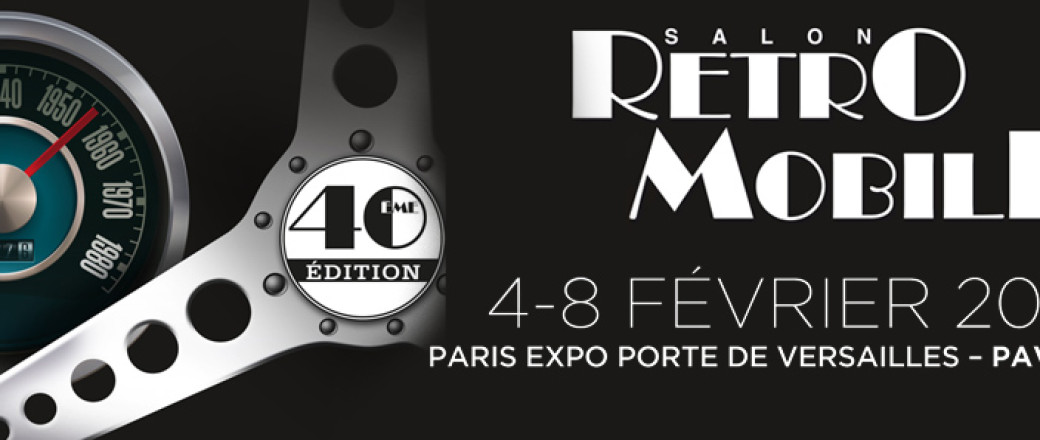 40
1950
1960
1970
1980
40
ÈME
ÉDITION
SALON
RETRO
MOBIL
4-8 FÉVRIER 20
PARIS EXPO PORTE DE VERSAILLES – PAV